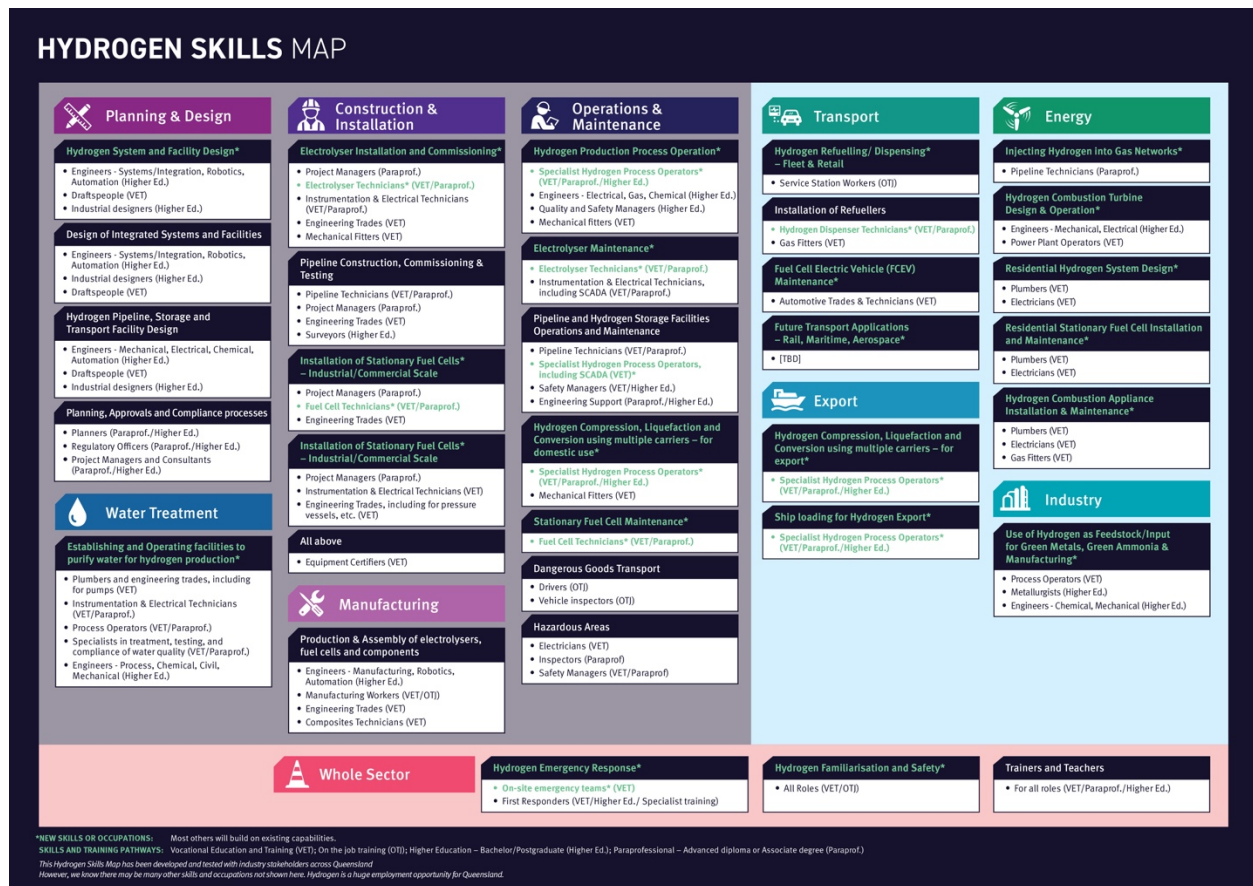 HYDROGEN SKILLS MAP
Planning & Design
Hydrogen System and Facility Design*
• Engineers - Systems/Integration, Robotics,
Automation (Higher Ed.)
• Draftspeople (VET)
• Industrial designers (Higher Ed.)
Design of Integrated Systems and Facilities
• Engineers - Systems/Integration, Robotics,
Automation (Higher Ed.)
• Industrial designers (Higher Ed.)
• Draftspeople (VET)
Hydrogen Pipeline, Storage and
Transport Facility Design
• Engineers - Mechanical, Electrical, Chemical,
Automation (Higher Ed.)
• Draftspeople (VET)
• Industrial designers (Higher Ed.)
Planning, Approvals and Compliance processes
• Planners (Paraprof./Higher Ed.)
• Regulatory Officers (Paraprof./Higher Ed.)
• Project Managers and Consultants
(Paraprof./Higher Ed.)
Water Treatment
Establishing and Operating facilities to
purify water for hydrogen production*
• Plumbers and engineering trades, including
for pumps (VET)
• Instrumentation & Electrical Technicians
(VET/Paraprof.)
• Process Operators (VET/Paraprof.)
• Specialists in treatment, testing, and
compliance of water quality (VET/Paraprof.)
• Engineers - Process, Chemical, Civil,
Mechanical (Higher Ed.)
Construction &
Installation
Electrolyser Installation and Commissioning*
• Project Managers (Paraprof.)
• Electrolyser Technicians* (VET/Paraprof.)
• Instrumentation & Electrical Technicians
(VET/Paraprof.)
• Engineering Trades (VET)
• Mechanical Fitters (VET)
Pipeline Construction, Commissioning &
Testing
• Pipeline Technicians (VET/Paraprof.)
• Project Managers (Paraprof.)
• Engineering Trades (VET)
• Surveyors (Higher Ed.)
Installation of Stationary Fuel Cells*
– Industrial/Commercial Scale
• Project Managers (Paraprof.)
• Fuel Cell Technicians* (VET/Paraprof.)
• Engineering Trades (VET)
Installation of Stationary Fuel Cells*
– Industrial/Commercial Scale
• Project Managers (Paraprof.)
• Instrumentation & Electrical Technicians (VET)
• Engineering Trades, including for pressure
vessels, etc. (VET)
All above
• Equipment Certifiers (VET)
Manufacturing
Production & Assembly of electrolysers,
fuel cells and components
• Engineers - Manufacturing, Robotics,
Automation (Higher Ed.)
• Manufacturing Workers (VET/OTJ)
• Engineering Trades (VET)
• Composites Technicians (VET)
Operations &
Maintenance
Hydrogen Production Process Operation*
• Specialist Hydrogen Process Operators*
(VET/Paraprof./Higher Ed.)
• Engineers - Electrical, Gas, Chemical (Higher Ed.)
• Quality and Safety Managers (Higher Ed.)
• Mechanical fitters (VET)
Electrolyser Maintenance*
• Electrolyser Technicians* (VET/Paraprof.)
• Instrumentation & Electrical Technicians,
including SCADA (VET/Paraprof.)
Pipeline and Hydrogen Storage Facilities
Operations and Maintenance
• Pipeline Technicians (VET/Paraprof.)
• Specialist Hydrogen Process Operators,
including SCADA (VET)*
• Safety Managers (VET/Higher Ed.)
• Engineering Support (Paraprof./Higher Ed.)
Hydrogen Compression, Liquefaction and
Conversion using multiple carriers – for
domestic use*
• Specialist Hydrogen Process Operators*
(VET/Paraprof./Higher Ed.)
• Mechanical Fitters (VET)
Stationary Fuel Cell Maintenance*
• Fuel Cell Technicians* (VET/Paraprof.)
Dangerous Goods Transport
• Drivers (OTJ)
• Vehicle inspectors (OTJ)
Hazardous Areas
• Electricians (VET)
• Inspectors (Paraprof)
• Safety Managers (VET/Paraprof)
Transport
Hydrogen Refuelling/ Dispensing*
– Fleet & Retail
• Service Station Workers (OTJ)
Installation of Refuellers
• Hydrogen Dispenser Technicians* (VET/Paraprof.)
• Gas Fitters (VET)
Fuel Cell Electric Vehicle (FCEV)
Maintenance*
• Automotive Trades & Technicians (VET)
Future Transport Applications
– Rail, Maritime, Aerospace*
• [TBD]
Export
Hydrogen Compression, Liquefaction and
Conversion using multiple carriers – for
export*
• Specialist Hydrogen Process Operators*
(VET/Paraprof./Higher Ed.)
Ship loading for Hydrogen Export*
• Specialist Hydrogen Process Operators*
(VET/Paraprof./Higher Ed.)
Energy
Injecting Hydrogen into Gas Networks*
• Pipeline Technicians (Paraprof.)
Hydrogen Combustion Turbine
Design & Operation*
• Engineers - Mechanical, Electrical (Higher Ed.)
• Power Plant Operators (VET)
Residential Hydrogen System Design*
• Plumbers (VET)
• Electricians (VET)
Residential Stationary Fuel Cell Installation
and Maintenance*
• Plumbers (VET)
• Electricians (VET)
Hydrogen Combustion Appliance
Installation & Maintenance*
• Plumbers (VET)
• Electricians (VET)
• Gas Fitters (VET)
Industry
Use of Hydrogen as Feedstock/Input
for Green Metals, Green Ammonia &
Manufacturing*
• Process Operators (VET)
• Metallurgists (Higher Ed.)
• Engineers - Chemical, Mechanical (Higher Ed.)
Whole Sector
Hydrogen Emergency Response*
• On-site emergency teams* (VET)
• First Responders (VET/Higher Ed./ Specialist training)
Hydrogen Familiarisation and Safety*
• All Roles (VET/OTJ)
Trainers and Teachers
• For all roles (VET/Paraprof./Higher Ed.)
*NEW SKILLS OR OCCUPATIONS: Most others will build on existing capabilities.
SKILLS AND TRAINING PATHWAYS: Vocational Education and Training (VET); On the job training (OTJ); Higher Education – Bachelor/Postgraduate (Higher Ed.); Paraprofessional – Advanced diploma or Associate degree (Paraprof.)
This Hydrogen Skills Map has been developed and tested with industry stakeholders across Queensland
However, we know there may be many other skills and occupations not shown here. Hydrogen is a huge employment opportunity for Queensland.